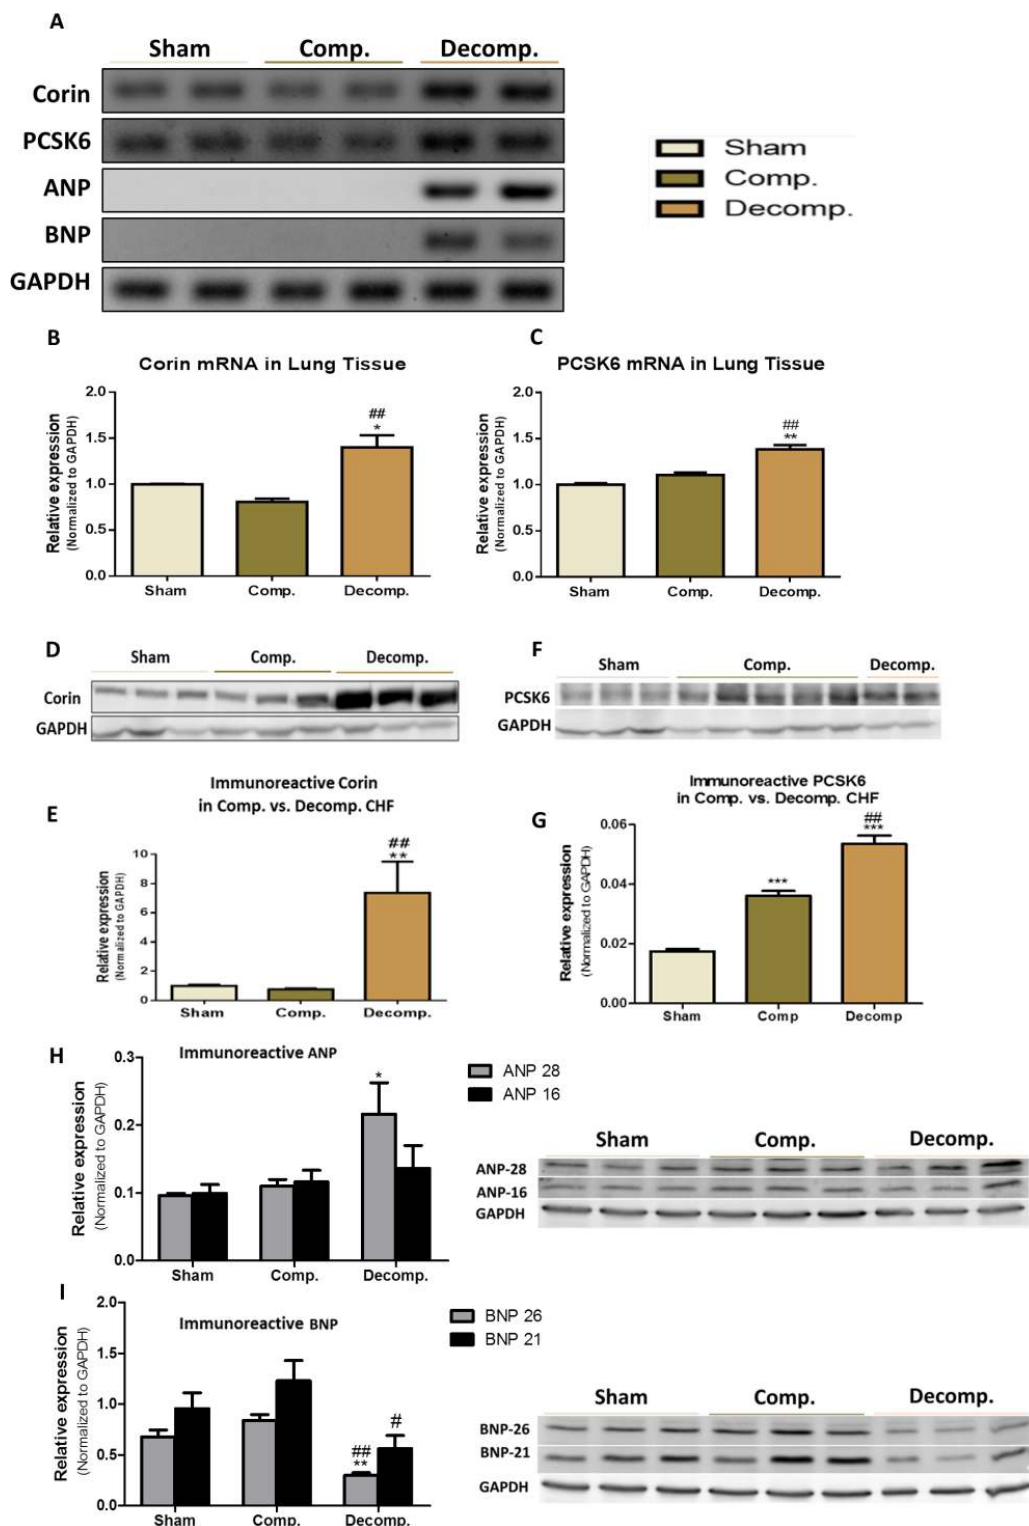 A
Sham Comp. Decomp.
Corin
PCSK6
ANP
BNP
GAPDH
Sham
Comp.
Decomp.
B
Corin mRNA in Lung Tissue
Relative expression
(Normalized to GAPDH)
2.0
1.5
1.0
0.5
0.0
##
*
Sham Comp. Decomp.
C
PCSK6 mRNA in Lung Tissue
Relative expression
(Normalized to GAPDH)
2.0
1.5
1.0
0.5
0.0
##
**
Sham Comp. Decomp.
D
Sham Comp. Decomp.
Corin
GAPDH
F
Sham Comp. Decomp.
PCSK6
GAPDH
E
Immunoreactive Corin
in Comp. vs. Decomp. CHF
Relative expression
(Normalized to GAPDH)
10
8
6
4
2
0
##
**
Sham Comp. Decomp.
G
Immunoreactive PCSK6
in Comp. vs. Decomp. CHF
Relative expression
(Normalized to GAPDH)
0.06
0.04
0.02
0.00
***
##
***
Sham Comp Decomp
H
Immunoreactive ANP
Relative expression
(Normalized to GAPDH)
0.3
0.2
0.1
0.0
*
Sham Comp. Decomp.
ANP 28
ANP 16
Sham Comp. Decomp.
ANP-28
ANP-16
GAPDH
I
Immunoreactive BNP
Relative expression
(Normalized to GAPDH)
2.0
1.5
1.0
0.5
0.0
##
**
#
Sham Comp. Decomp.
BNP 26
BNP 21
Sham Comp. Decomp.
BNP-26
BNP-21
GAPDH